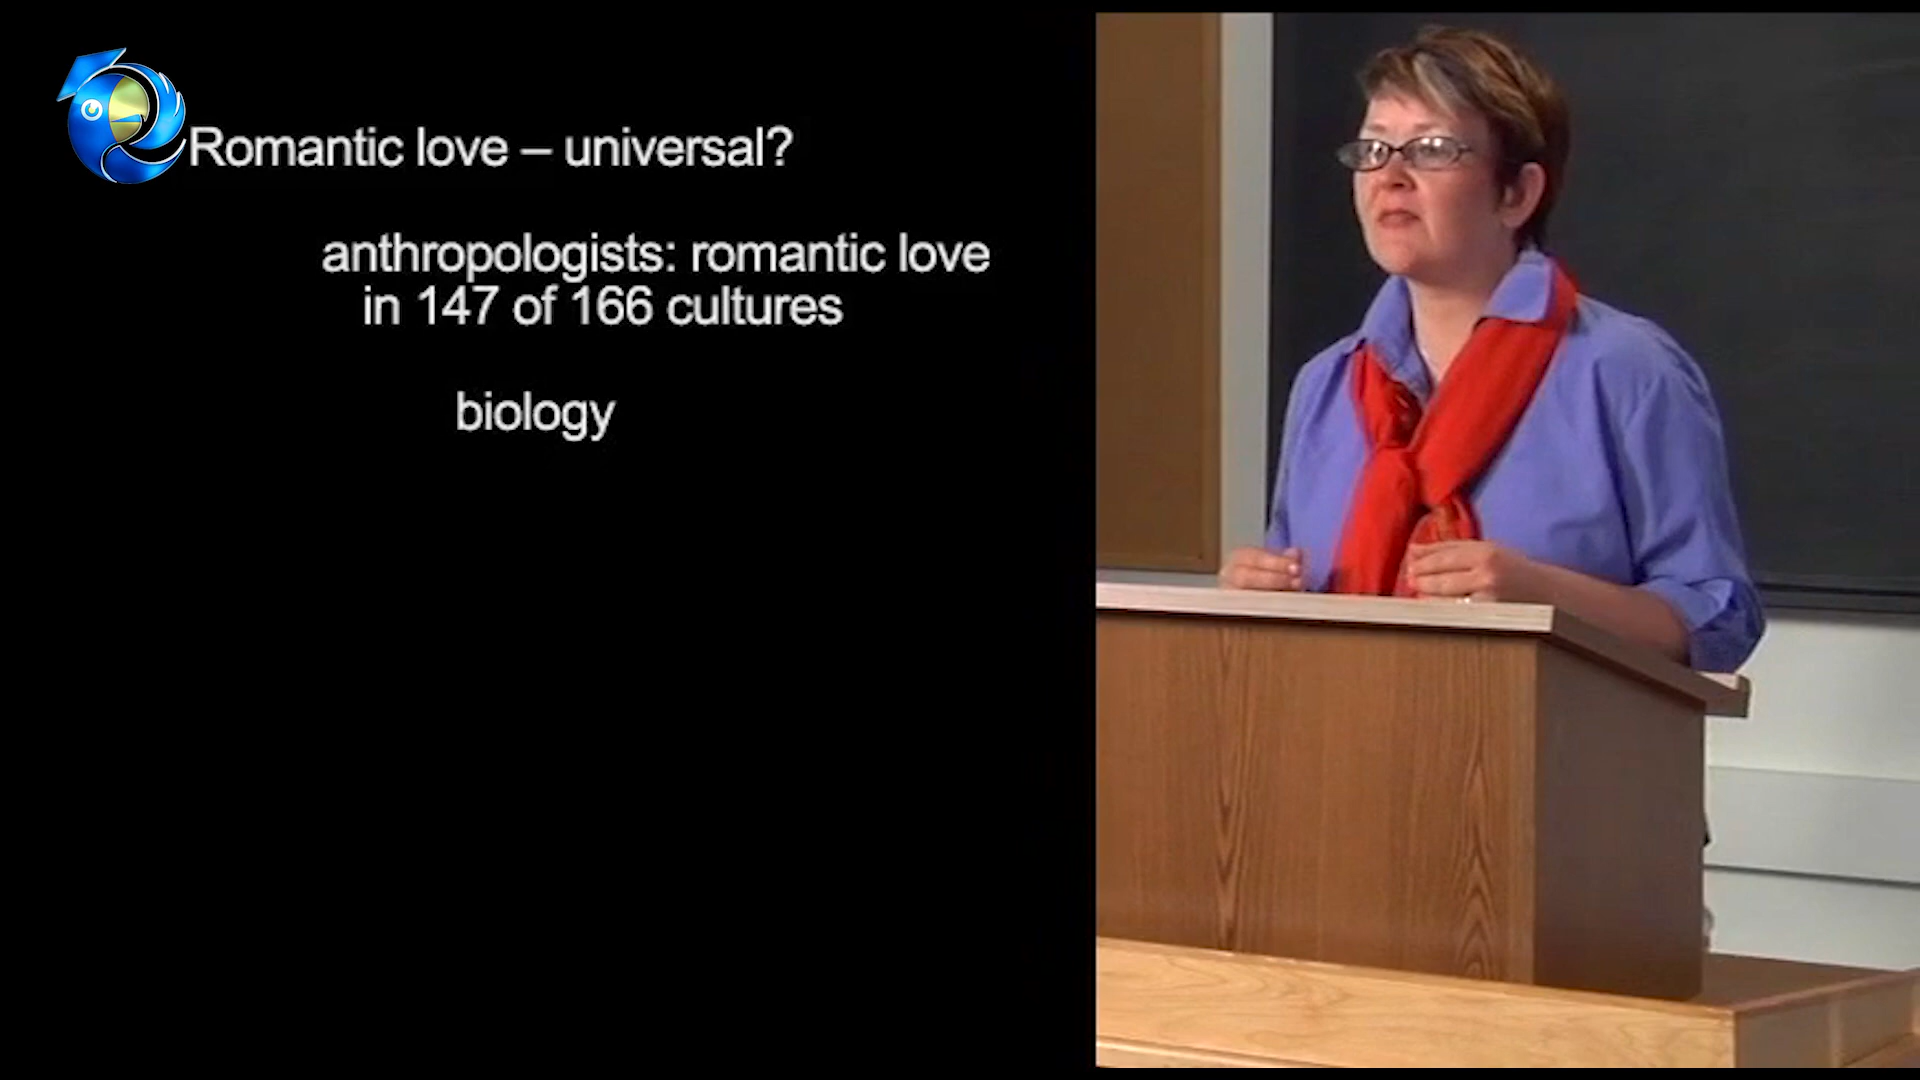 Romantic love – universal?
anthropologists: romantic love
in 147 of 166 cultures
biology